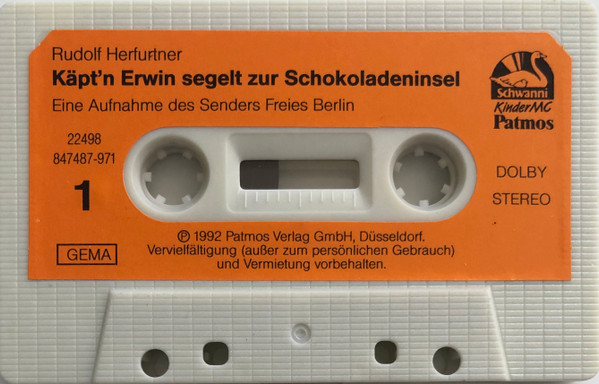 Rudolf Herfurtner
Käpt'n Erwin segelt zur Schokoladeninsel
Eine Aufnahme des Senders Freies Berlin
Schwanni
KinderMC
Patmos
22498
847487-971
1
DOLBY
STEREO
GEMA
℗ 1992 Patmos Verlag GmbH, Düsseldorf.
Vervielfältigung (außer zum persönlichen Gebrauch)
und Vermietung vorbehalten.